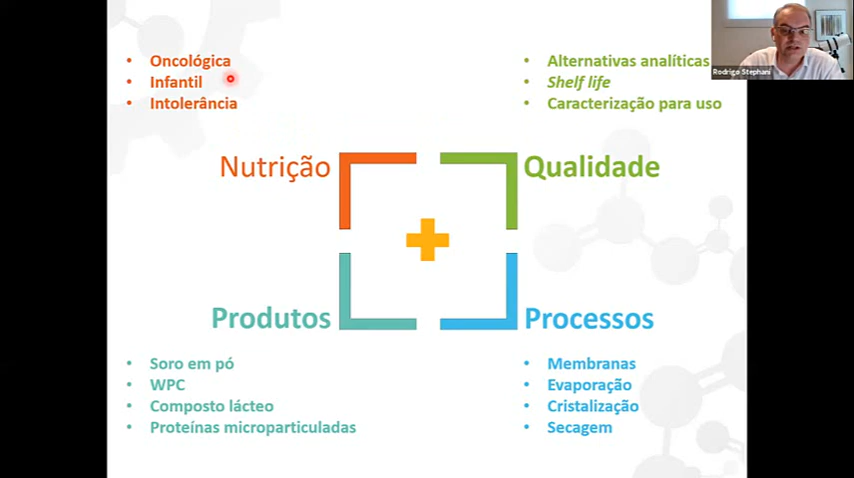 • Oncológica
• Infantil
• Intolerância
Nutrição
• Alternativas analíticas
• Shelf life
• Caracterização para uso
Qualidade
Rodrigo Stephani
Produtos
• Soro em pó
• WPC
• Composto lácteo
• Proteínas microparticuladas
Processos
• Membranas
• Evaporação
• Cristalização
• Secagem